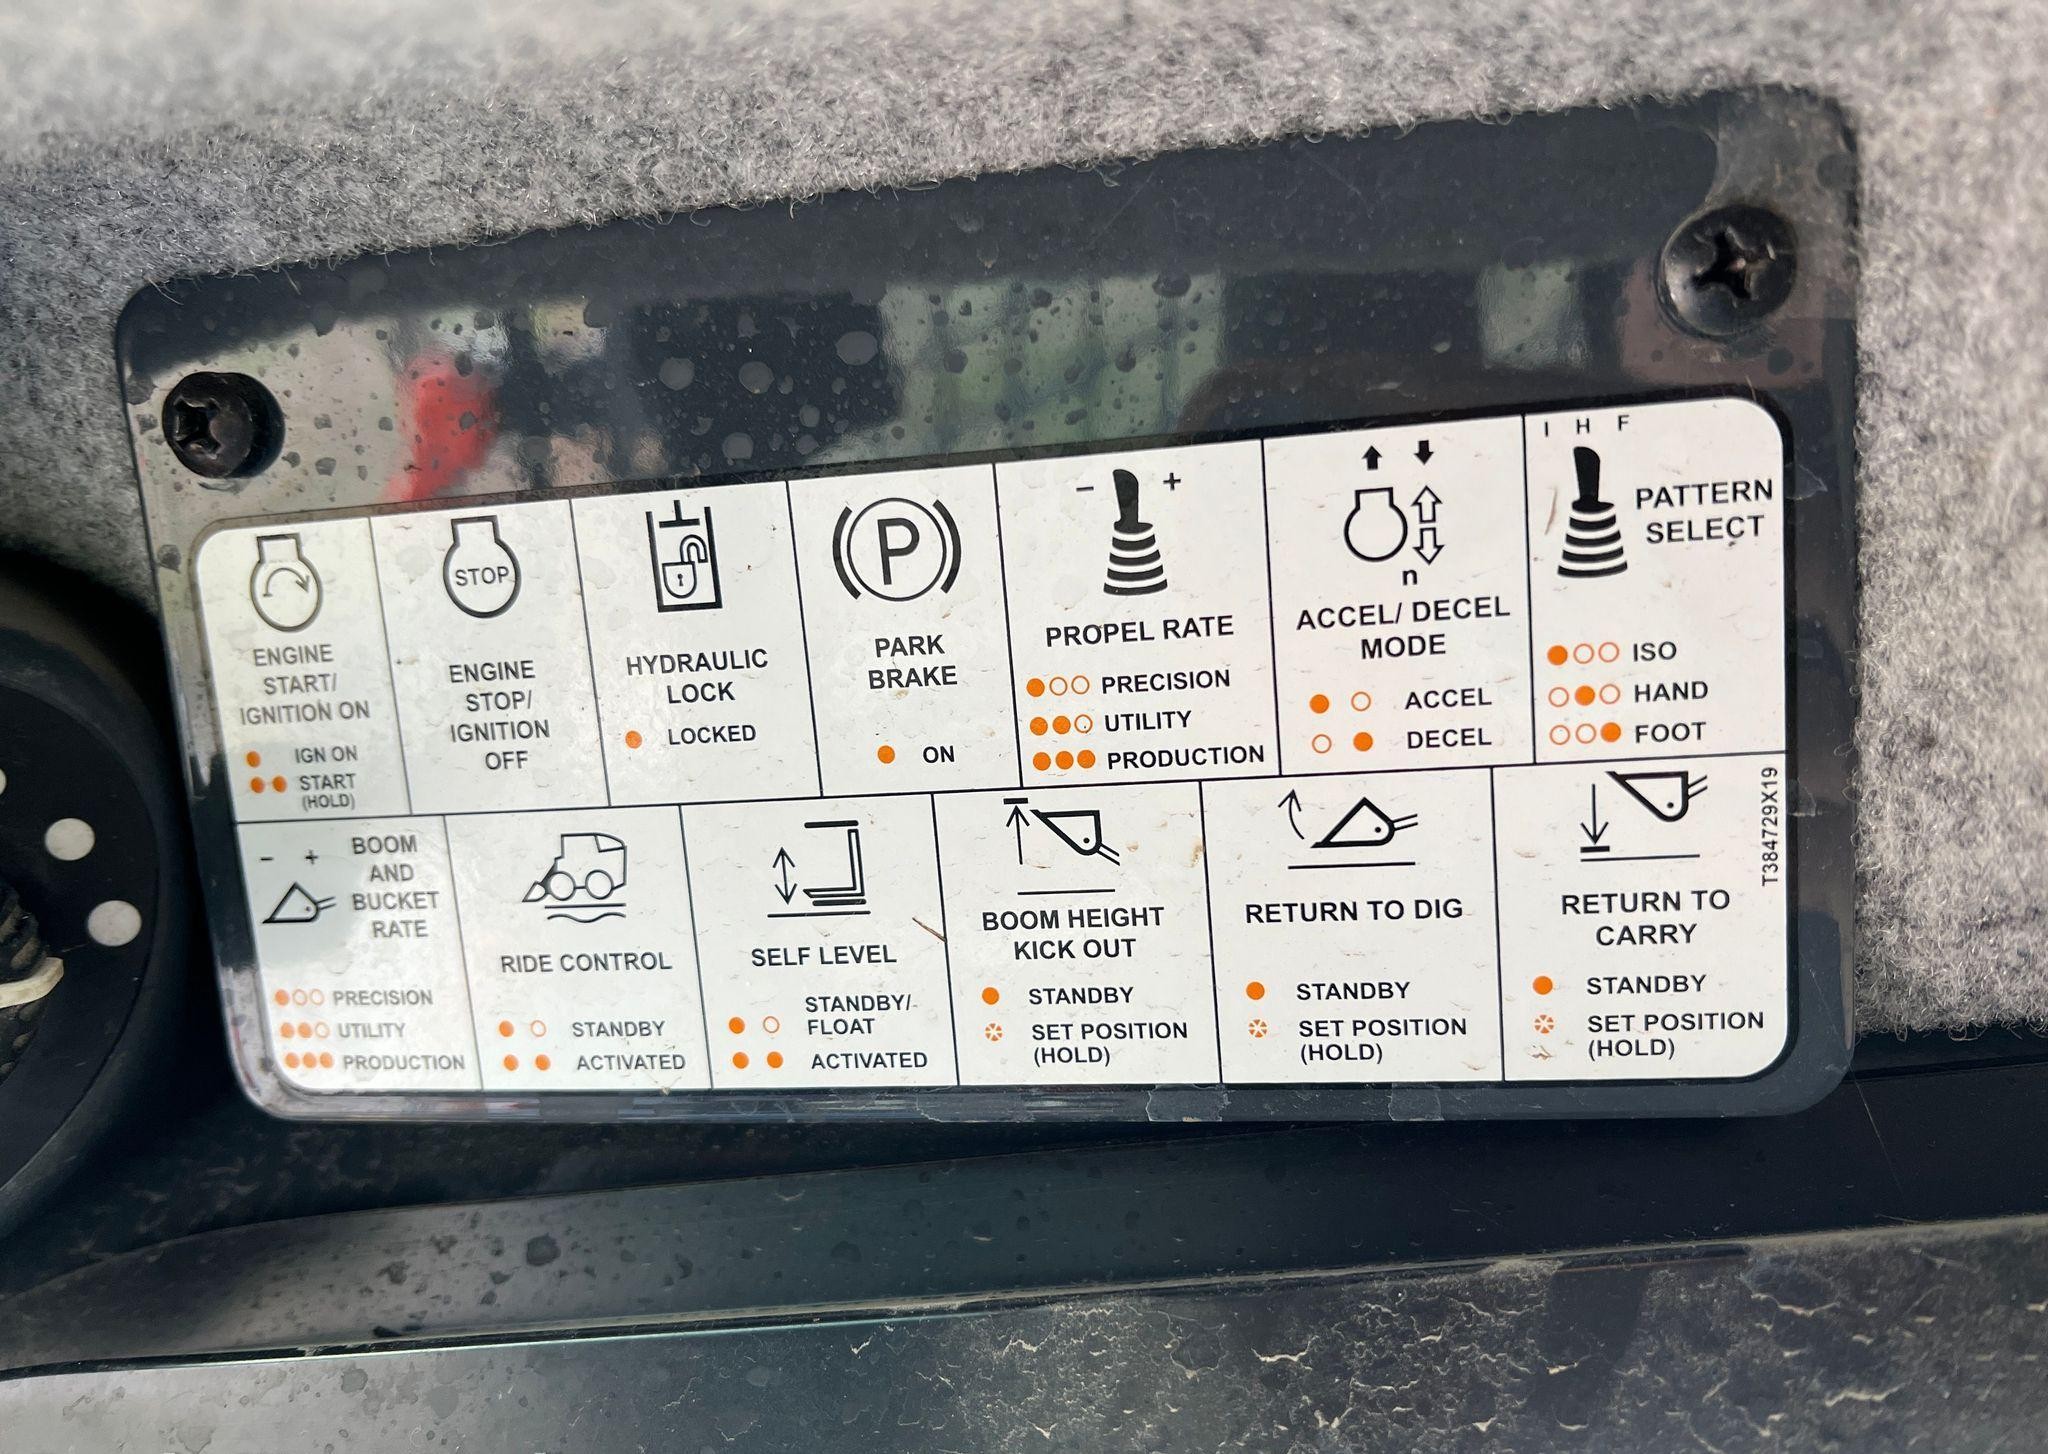 ENGINE
START/
IGNITION ON
IGN ON
START
(HOLD)
STOP
ENGINE
STOP/
IGNITION
OFF
HYDRAULIC
LOCK
LOCKED
P
PARK
BRAKE
ON
- +
PROPEL RATE
PRECISION
UTILITY
PRODUCTION
n
ACCEL/ DECEL
MODE
ACCEL
DECEL
I H F
PATTERN
SELECT
ISO
HAND
FOOT
- +
BOOM
AND
BUCKET
RATE
PRECISION
UTILITY
PRODUCTION
RIDE CONTROL
STANDBY
ACTIVATED
SELF LEVEL
STANDBY/
FLOAT
ACTIVATED
BOOM HEIGHT
KICK OUT
STANDBY
SET POSITION
(HOLD)
RETURN TO DIG
STANDBY
SET POSITION
(HOLD)
RETURN TO
CARRY
STANDBY
SET POSITION
(HOLD)
T384729X19